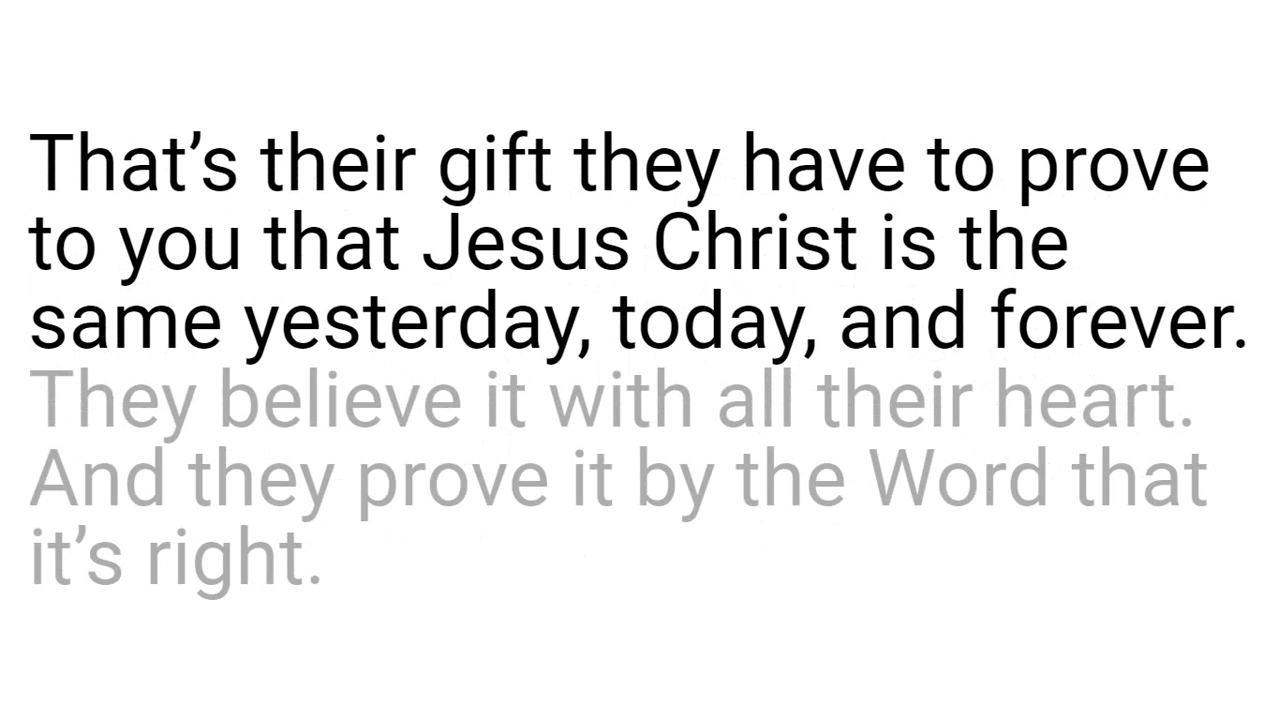 That’s their gift they have to prove
to you that Jesus Christ is the
same yesterday, today, and forever.
They believe it with all their heart.
And they prove it by the Word that
it’s right.